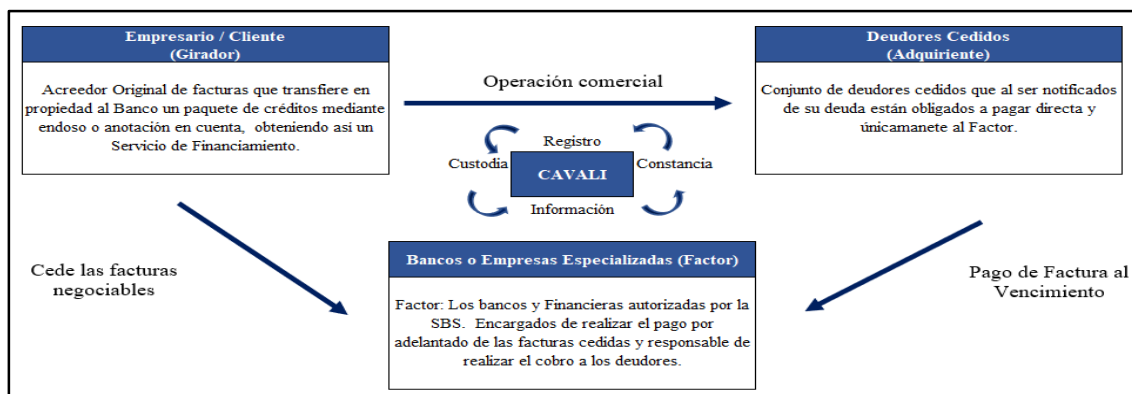 Empresario / Cliente
(Girador)
Acreedor Original de facturas que transfiere en
propiedad al Banco un paquete de créditos mediante
endoso o anotación en cuenta, obteniendo así un
Servicio de Financiamiento.
Operación comercial
Deudores Cedidos
(Adquiriente)
Conjunto de deudores cedidos que al ser notificados
de su deuda están obligados a pagar directa y
únicamanete al Factor.
Registro
Custodia
Constancia
CAVALI
Información
Cede las facturas
negociables
Bancos o Empresas Especializadas (Factor)
Factor: Los bancos y Financieras autorizadas por la
SBS. Encargados de realizar el pago por
adelantado de las facturas cedidas y responsable de
realizar el cobro a los deudores.
Pago de Factura al
Vencimiento